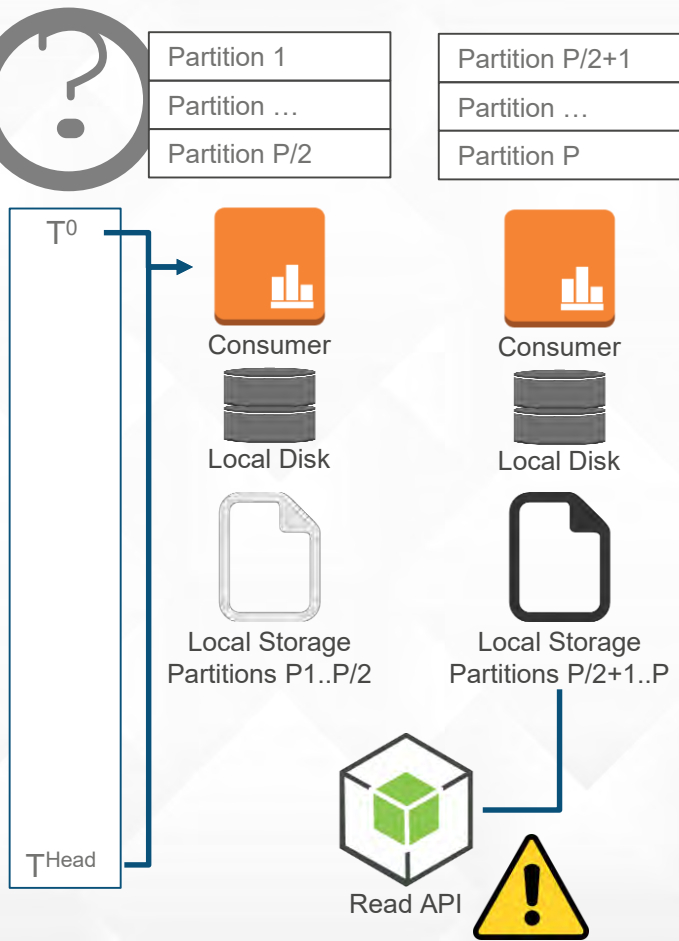 ?
Partition 1
Partition …
Partition P/2
Partition P/2+1
Partition …
Partition P
T⁰
Consumer
Local Disk
Local Storage
Partitions P1..P/2
Consumer
Local Disk
Local Storage
Partitions P/2+1..P
T^Head
Read API
!